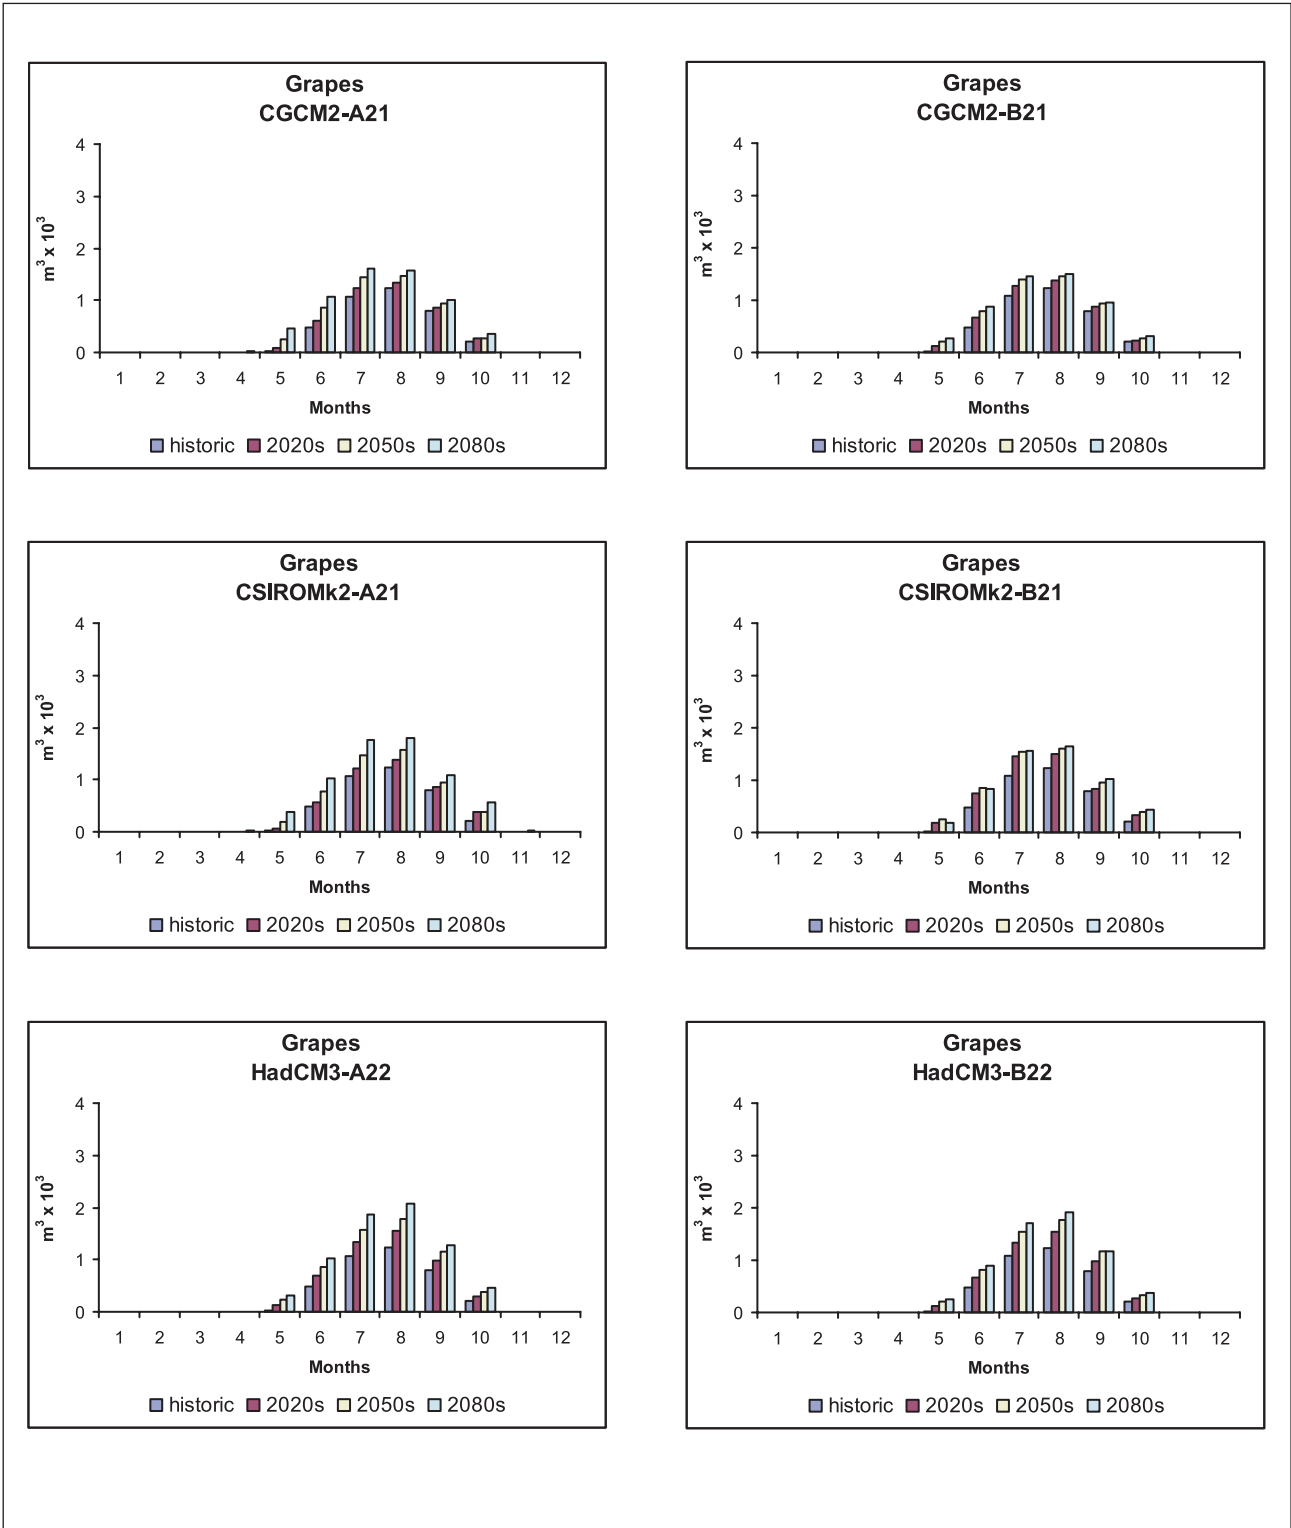 Grapes
CGCM2-A21
4
3
2
1
0
m³ x 10³
1 2 3 4 5 6 7 8 9 10 11 12
Months
historic 2020s 2050s 2080s
Grapes
CGCM2-B21
4
3
2
1
0
m³ x 10³
1 2 3 4 5 6 7 8 9 10 11 12
Months
historic 2020s 2050s 2080s
Grapes
CSIROMk2-A21
4
3
2
1
0
m³ x 10³
1 2 3 4 5 6 7 8 9 10 11 12
Months
historic 2020s 2050s 2080s
Grapes
CSIROMk2-B21
4
3
2
1
0
m³ x 10³
1 2 3 4 5 6 7 8 9 10 11 12
Months
historic 2020s 2050s 2080s
Grapes
HadCM3-A22
4
3
2
1
0
m³ x 10³
1 2 3 4 5 6 7 8 9 10 11 12
Months
historic 2020s 2050s 2080s
Grapes
HadCM3-B22
4
3
2
1
0
m³ x 10³
1 2 3 4 5 6 7 8 9 10 11 12
Months
historic 2020s 2050s 2080s